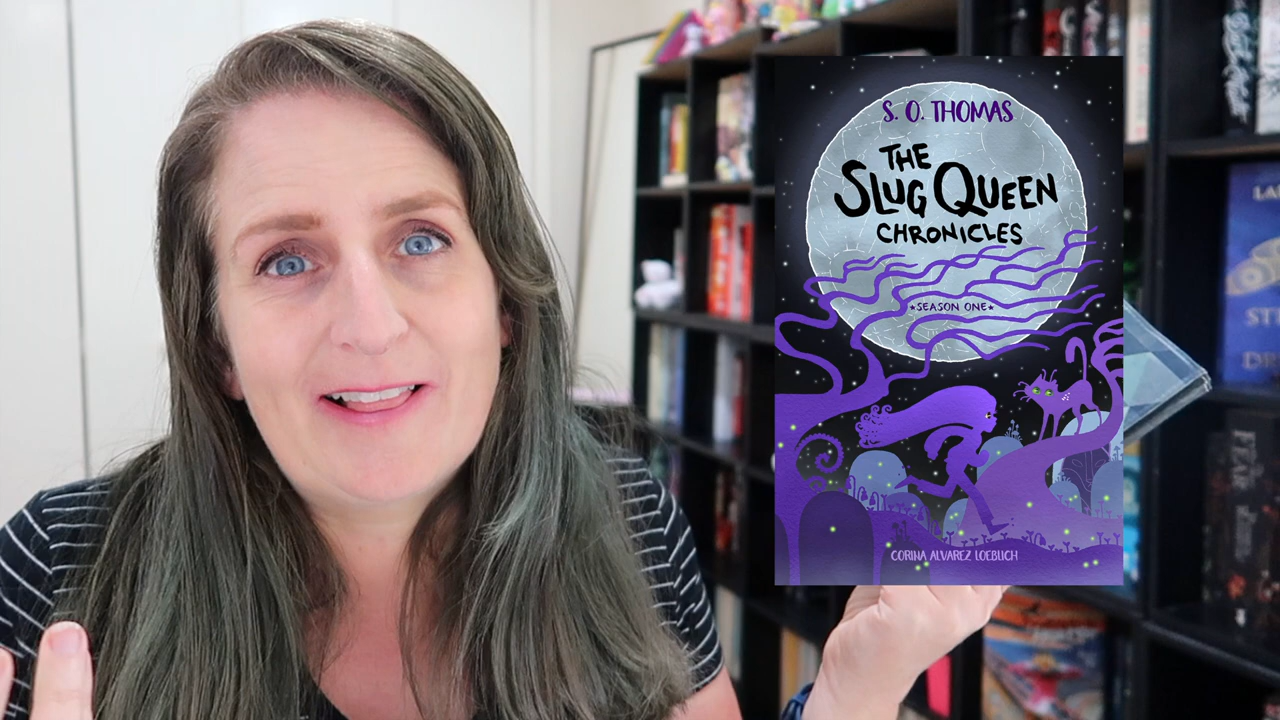 S. O. THOMAS
THE
SLUG QUEEN
CHRONICLES
★SEASON ONE★
CORINA ALVAREZ LOEBLICH